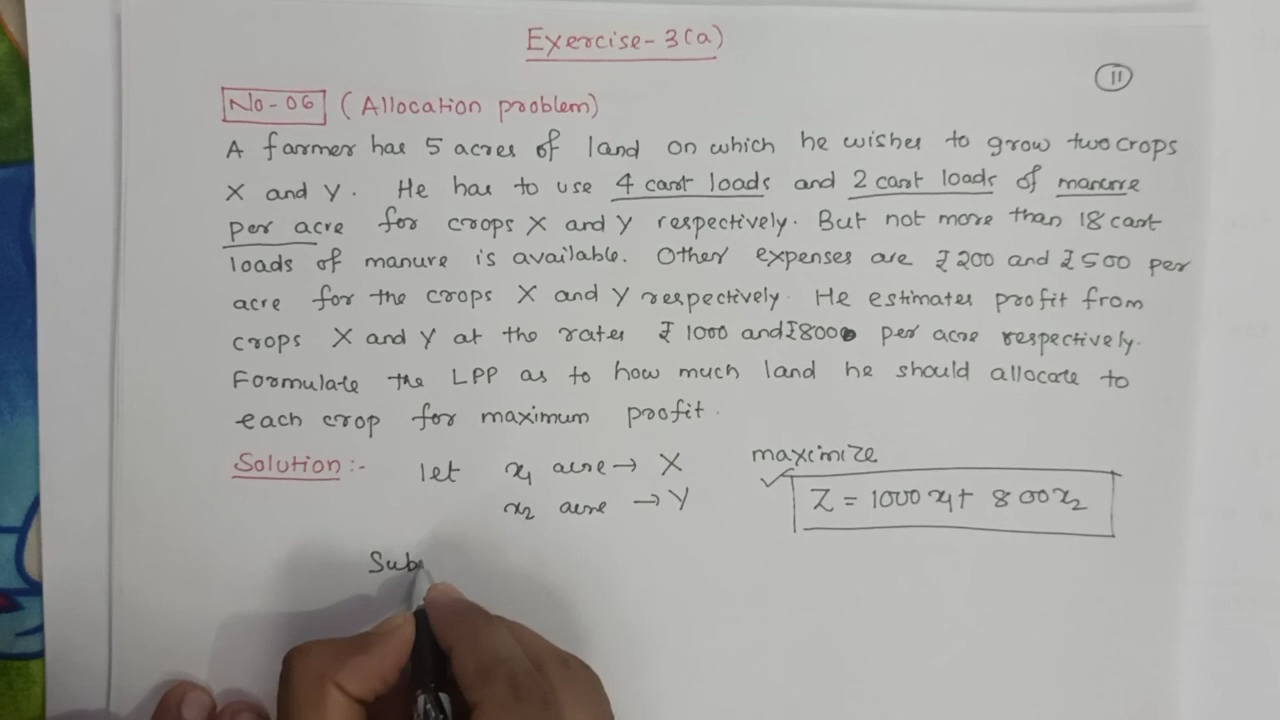 Exercise-3(a)
11
No-06 (Allocation problem)
A farmer has 5 acres of land on which he wishes to grow two crops
X and Y. He has to use 4 cart loads and 2 cart loads of manure
per acre for crops X and Y respectively. But not more than 18 cart
loads of manure is available. Other expenses are ₹200 and ₹500 per
acre for the crops X and Y respectively. He estimates profit from
crops X and Y at the rates ₹1000 and ₹800 per acre respectively.
Formulate the LPP as to how much land he should allocate to
each crop for maximum profit.
Solution:- let x1 acre → X
x2 acre → Y
maximize
Z = 1000x1 + 800x2
Sub